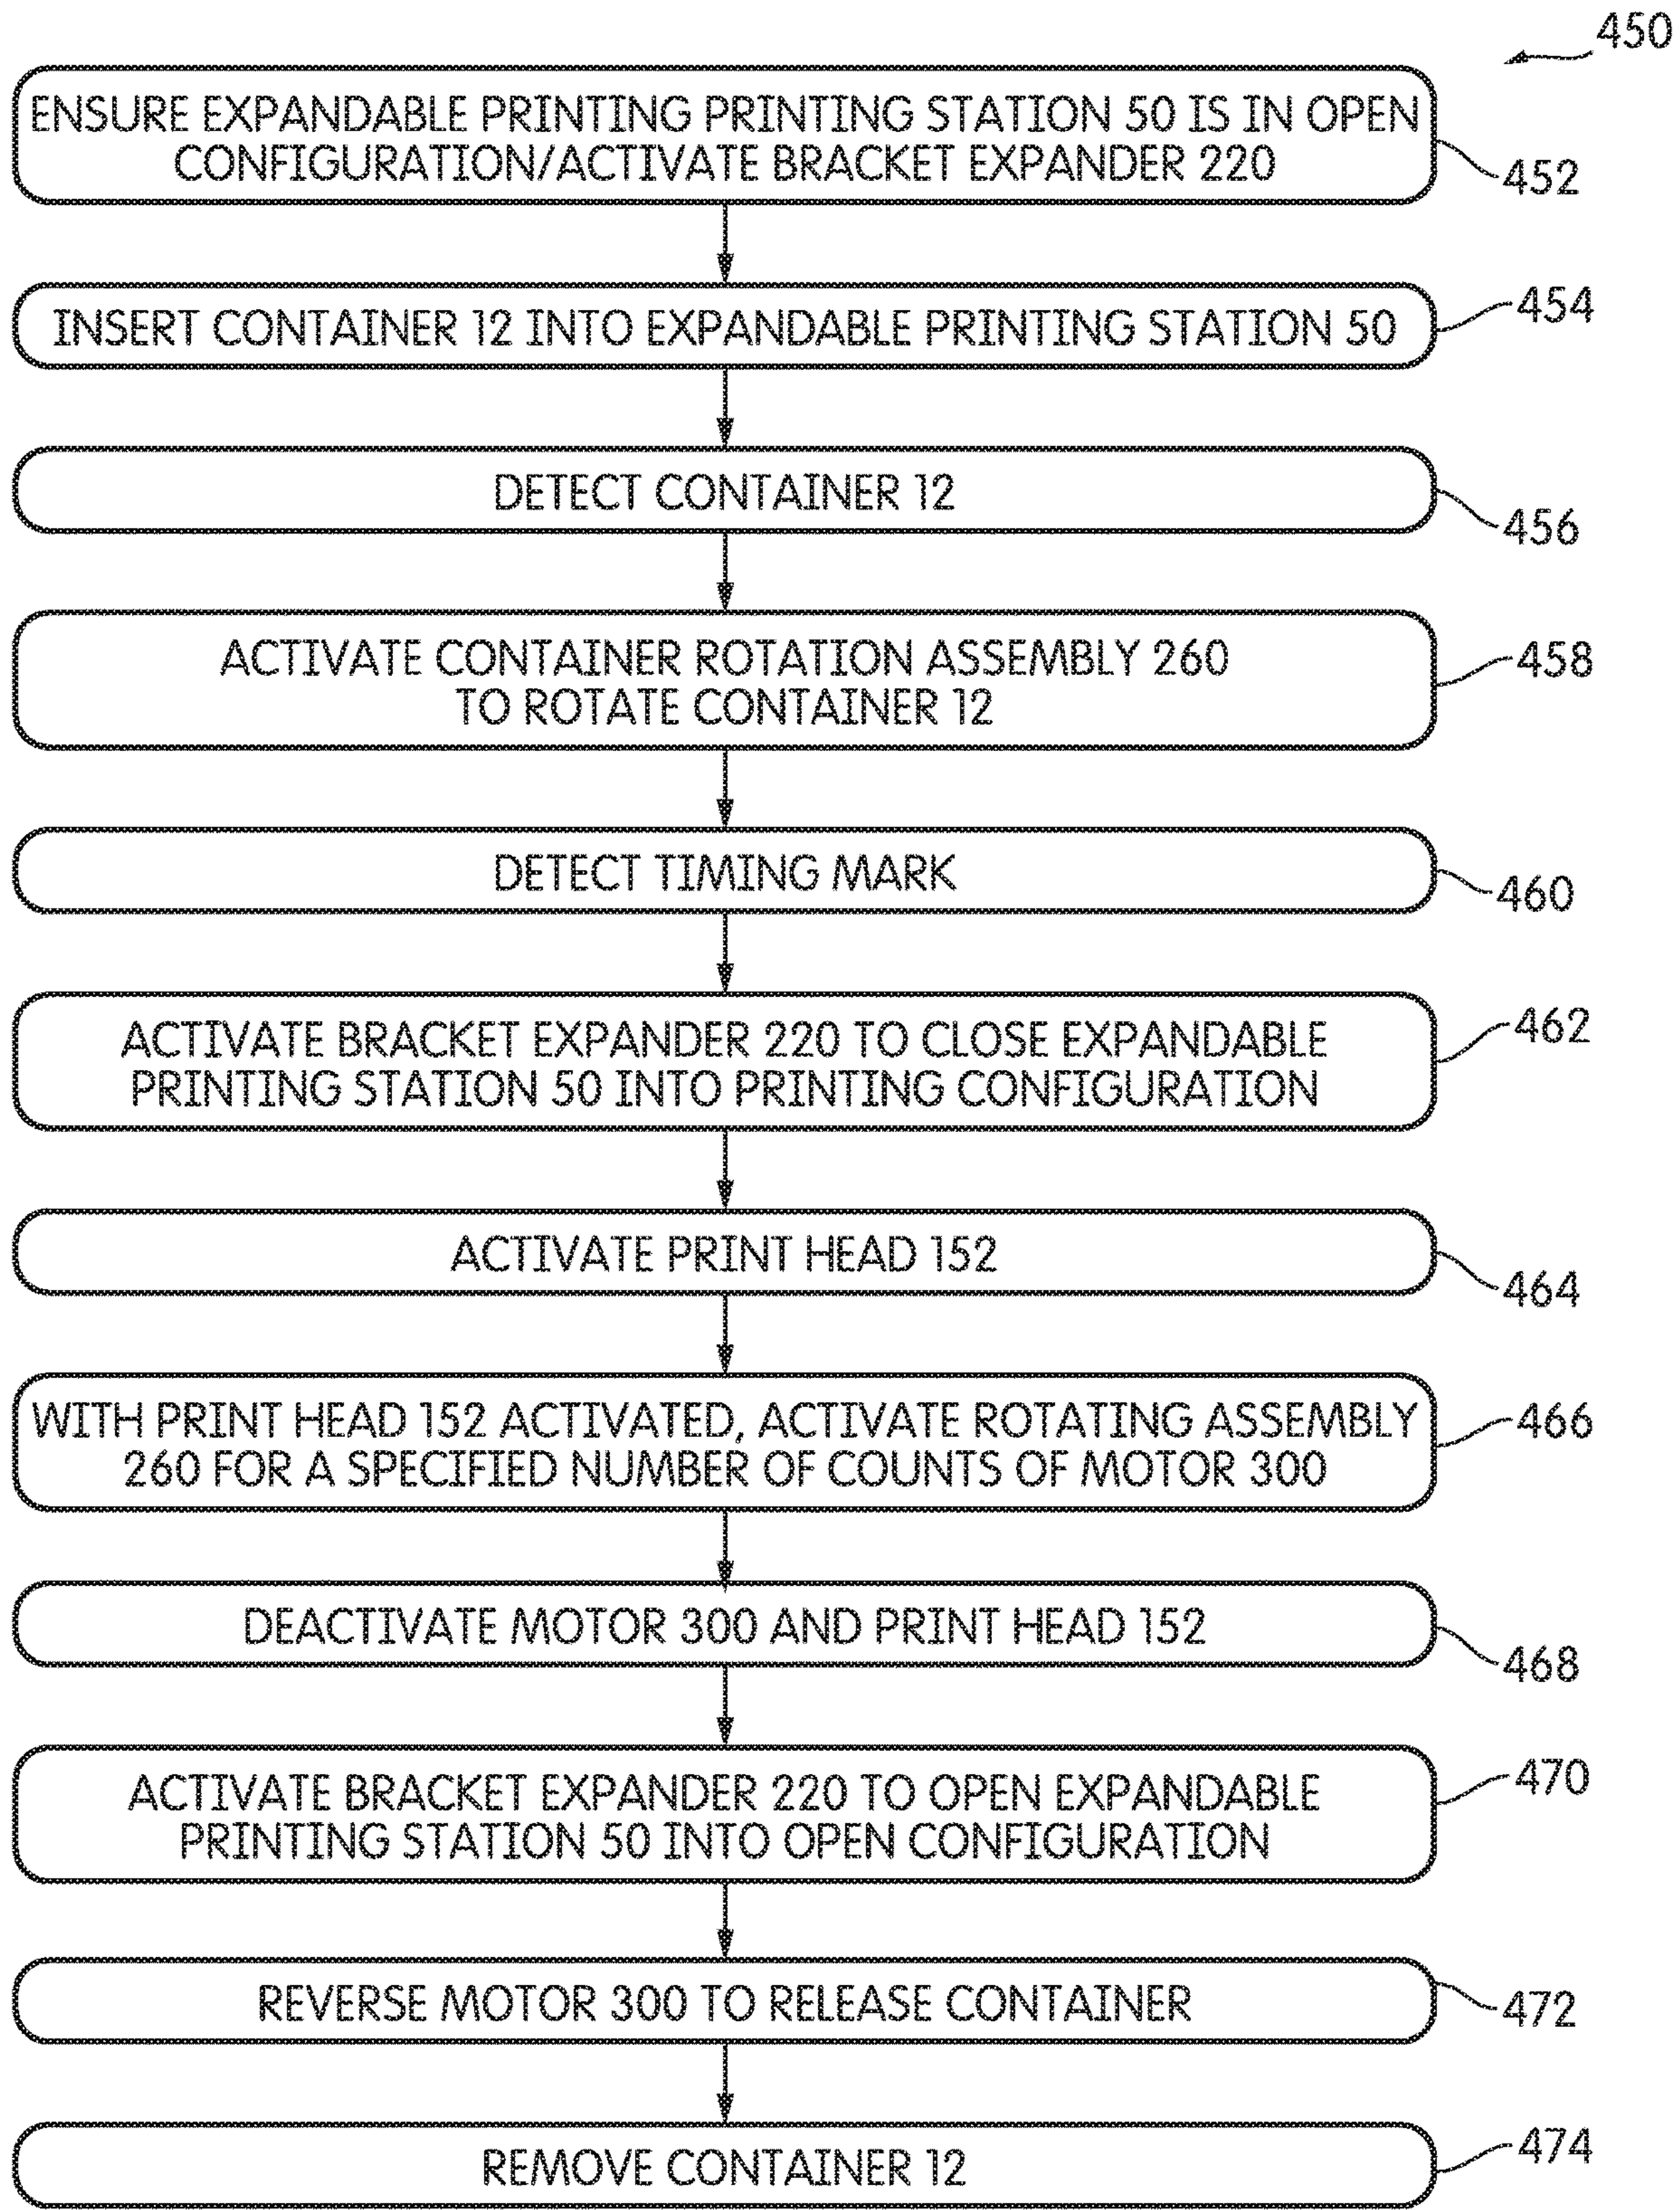 450
ENSURE EXPANDABLE PRINTING PRINTING STATION 50 IS IN OPEN
CONFIGURATION/ACTIVATE BRACKET EXPANDER 220
452
INSERT CONTAINER 12 INTO EXPANDABLE PRINTING STATION 50
454
DETECT CONTAINER 12
456
ACTIVATE CONTAINER ROTATION ASSEMBLY 260
TO ROTATE CONTAINER 12
458
DETECT TIMING MARK
460
ACTIVATE BRACKET EXPANDER 220 TO CLOSE EXPANDABLE
PRINTING STATION 50 INTO PRINTING CONFIGURATION
462
ACTIVATE PRINT HEAD 152
464
WITH PRINT HEAD 152 ACTIVATED, ACTIVATE ROTATING ASSEMBLY
260 FOR A SPECIFIED NUMBER OF COUNTS OF MOTOR 300
466
DEACTIVATE MOTOR 300 AND PRINT HEAD 152
468
ACTIVATE BRACKET EXPANDER 220 TO OPEN EXPANDABLE
PRINTING STATION 50 INTO OPEN CONFIGURATION
470
REVERSE MOTOR 300 TO RELEASE CONTAINER
472
REMOVE CONTAINER 12
474